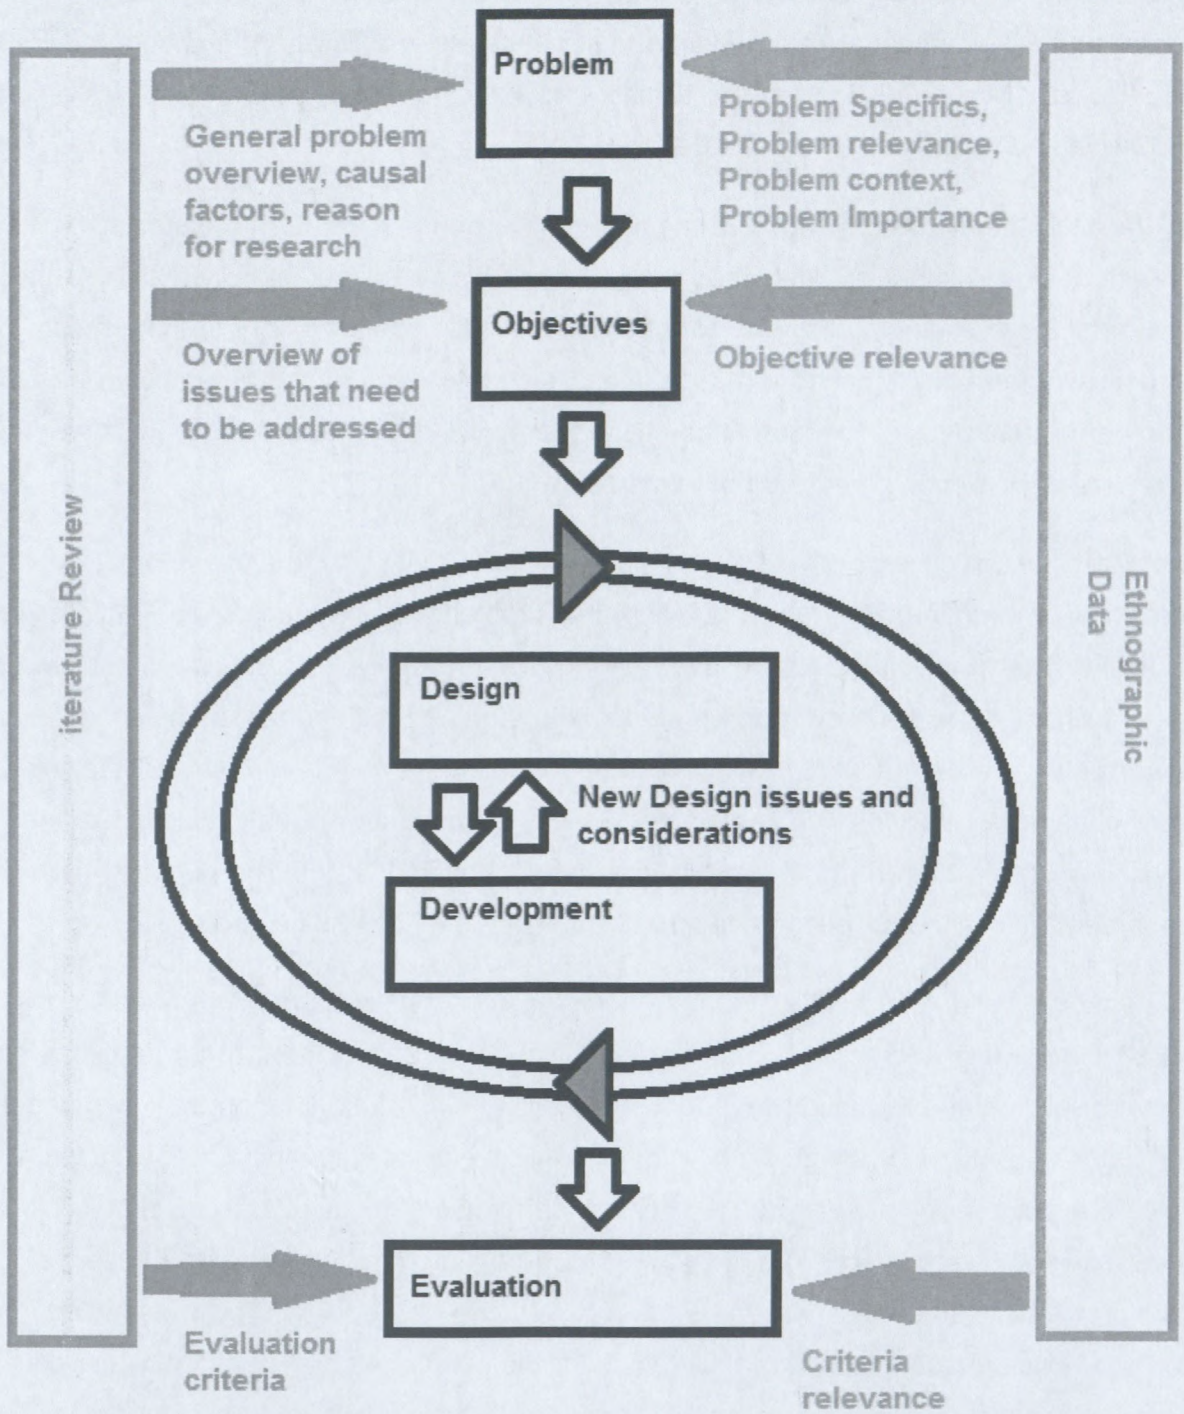 Problem
General problem
overview, causal
factors, reason
for research
Problem Specifics,
Problem relevance,
Problem context,
Problem Importance
Objectives
Overview of
issues that need
to be addressed
Objective relevance
iterature Review
Ethnographic
Data
Design
New Design issues and
considerations
Development
Evaluation
Evaluation
criteria
Criteria
relevance